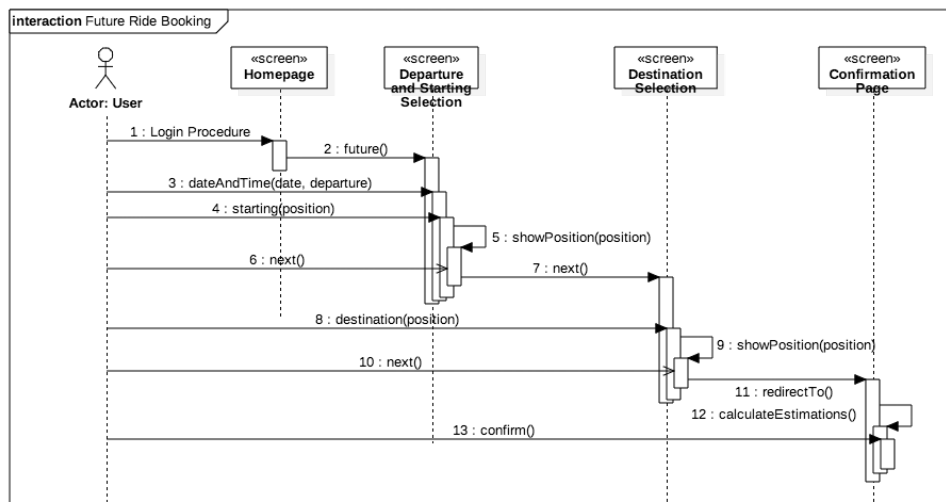 interaction Future Ride Booking
«screen»
Homepage
«screen»
Departure
and Starting
Selection
«screen»
Destination
Selection
«screen»
Confirmation
Page
Actor: User
1 : Login Procedure
2 : future()
3 : dateAndTime(date, departure)
4 : starting(position)
5 : showPosition(position)
6 : next()
7 : next()
8 : destination(position)
9 : showPosition(position)
10 : next()
11 : redirectTo()
12 : calculateEstimations()
13 : confirm()